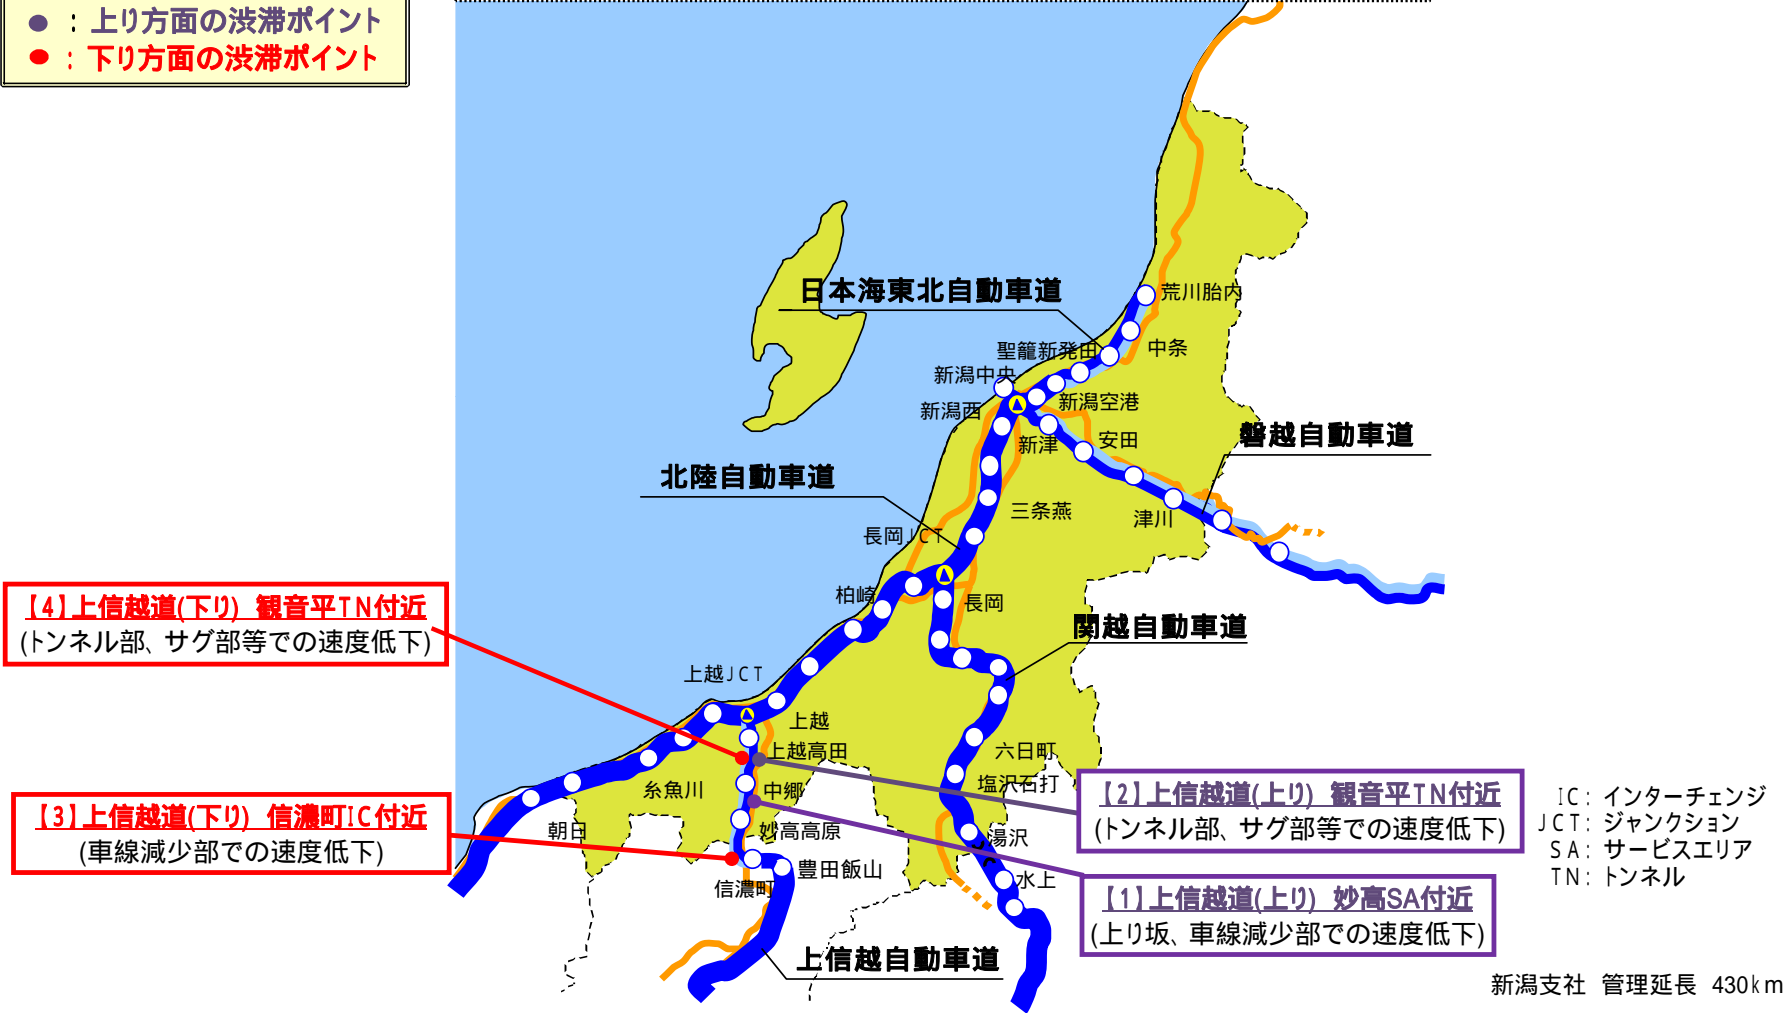 ● : 上り方面の渋滞ポイント
● : 下り方面の渋滞ポイント
日本海東北自動車道
荒川胎内
中条
聖籠新発田
新潟中央
新潟西
新潟空港
新津
安田
磐越自動車道
北陸自動車道
三条燕
津川
長岡JCT
柏崎
長岡
関越自動車道
【4】上信越道(下り) 観音平TN付近
(トンネル部、サグ部等での速度低下)
上越JCT
上越
上越高田
六日町
糸魚川
中郷
塩沢石打
【3】上信越道(下り) 信濃町IC付近
(車線減少部での速度低下)
朝日
妙高高原
湯沢
豊田飯山
信濃町
水上
【2】上信越道(上り) 観音平TN付近
(トンネル部、サグ部等での速度低下)
IC: インターチェンジ
JCT: ジャンクション
SA: サービスエリア
TN: トンネル
【1】上信越道(上り) 妙高SA付近
(上り坂、車線減少部での速度低下)
上信越自動車道
新潟支社 管理延長 430km